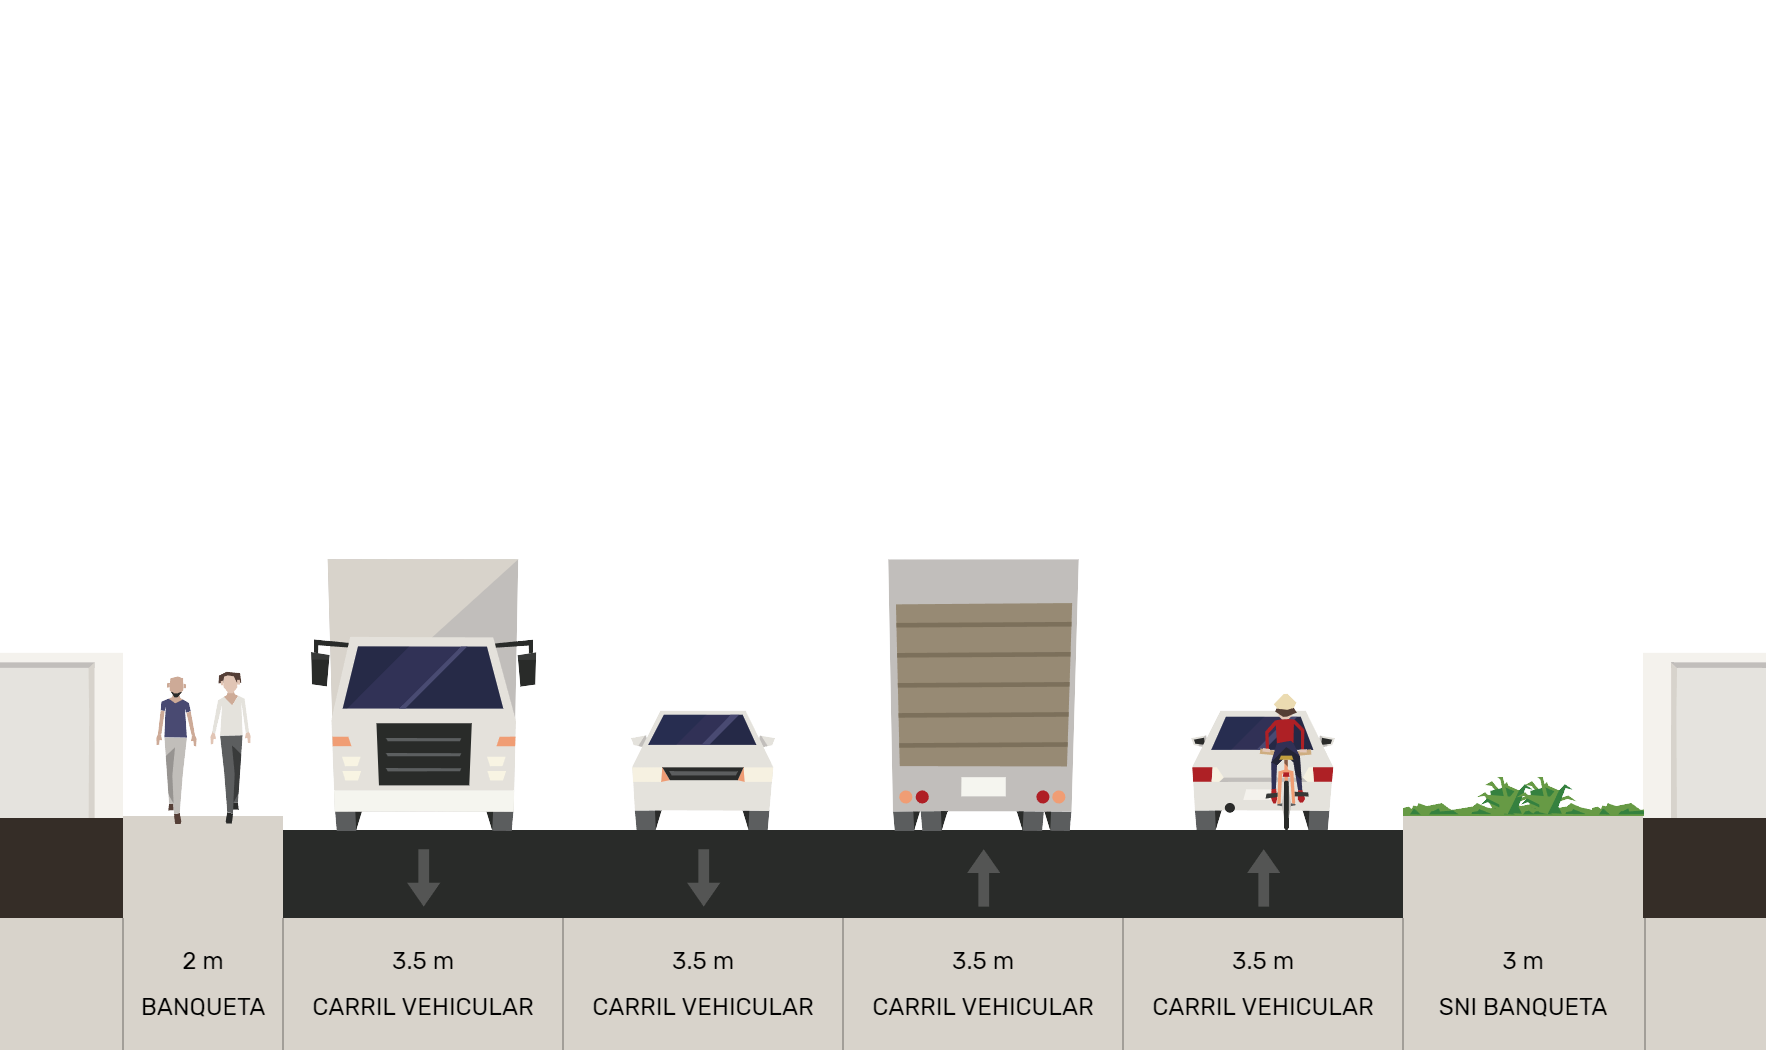 2 m
BANQUETA
3.5 m
CARRIL VEHICULAR
3.5 m
CARRIL VEHICULAR
3.5 m
CARRIL VEHICULAR
3.5 m
CARRIL VEHICULAR
3 m
SNI BANQUETA